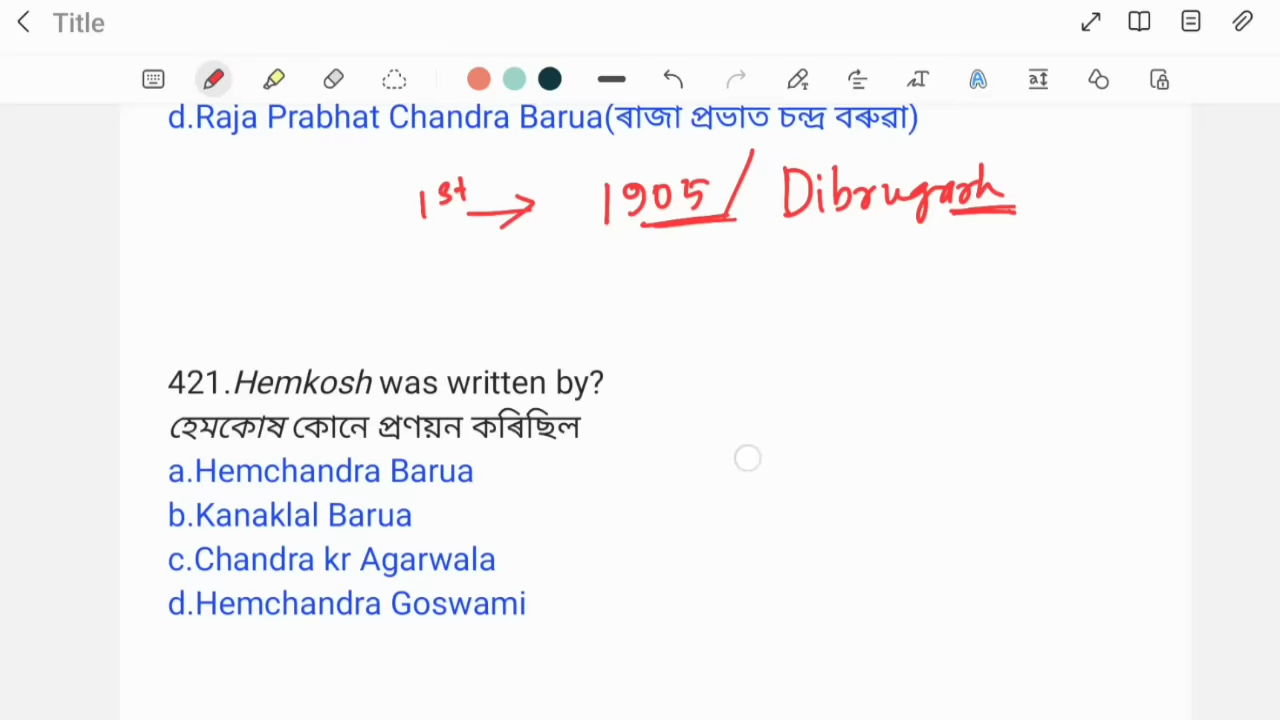 Title
d.Raja Prabhat Chandra Barua(ৰাজা প্ৰভাত চন্দ্ৰ বৰুৱা)
1st → 1905 / Dibrugarh
421.Hemkosh was written by?
হেমকোষ কোনে প্ৰণয়ন কৰিছিল
a.Hemchandra Barua
b.Kanaklal Barua
c.Chandra kr Agarwala
d.Hemchandra Goswami